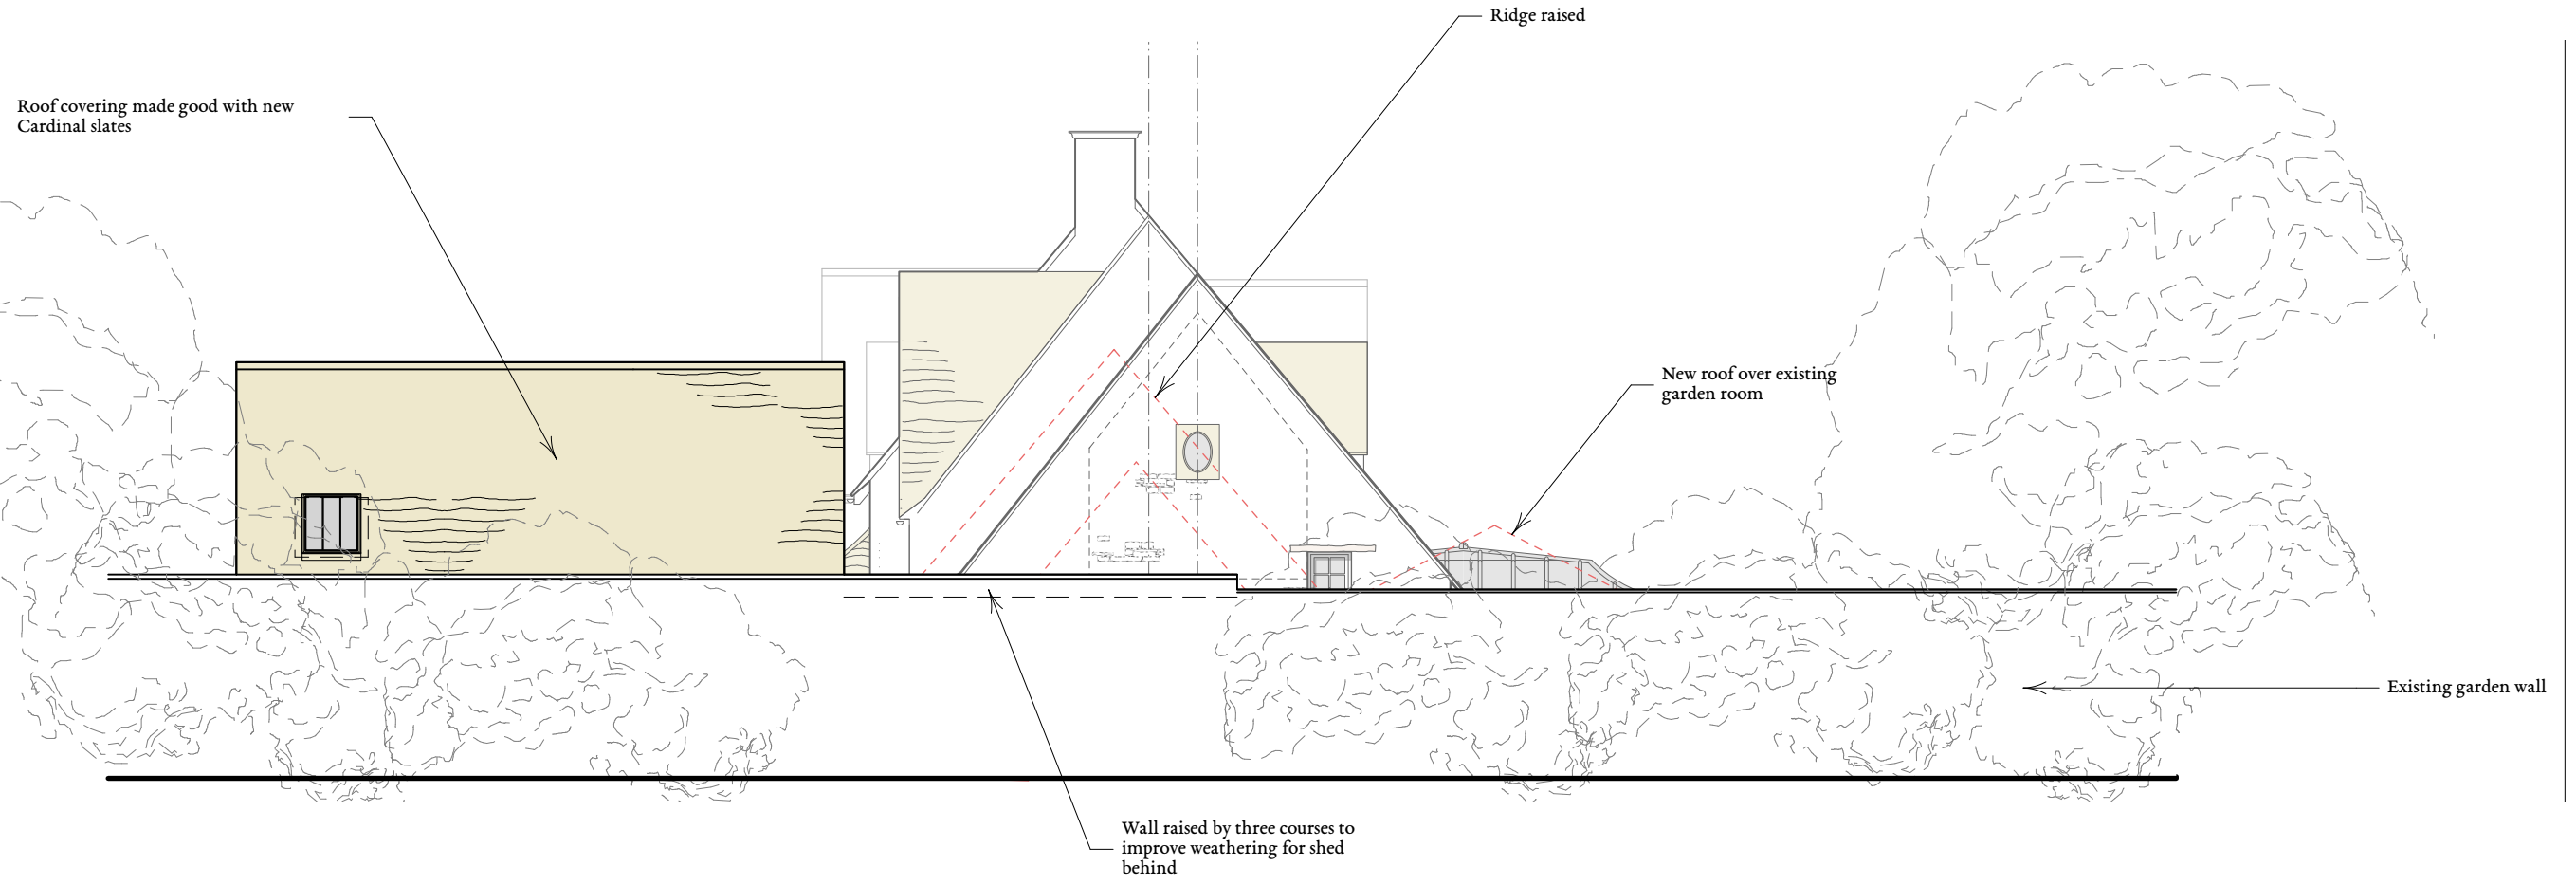 Ridge raised
Roof covering made good with new
Cardinal slates
New roof over existing
garden room
Existing garden wall
Wall raised by three courses to
improve weathering for shed
behind